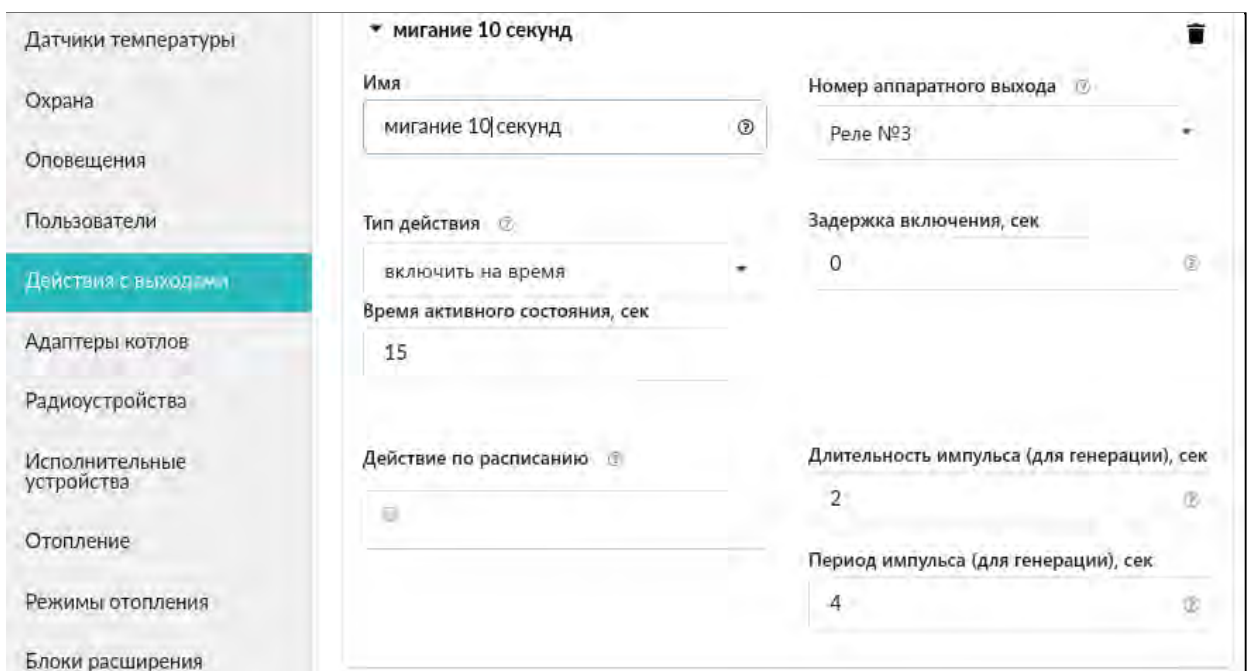 Датчики температуры
Охрана
Оповещения
Пользователи
Действия с выходами
Адаптеры котлов
Радиоустройства
Исполнительные
устройства
Отопление
Режимы отопления
Блоки расширения
мигание 10 секунд
Имя
мигание 10 секунд
Номер аппаратного выхода
Реле №3
Тип действия
включить на время
Задержка включения, сек
0
Время активного состояния, сек
15
Действие по расписанию
Длительность импульса (для генерации), сек
2
Период импульса (для генерации), сек
4